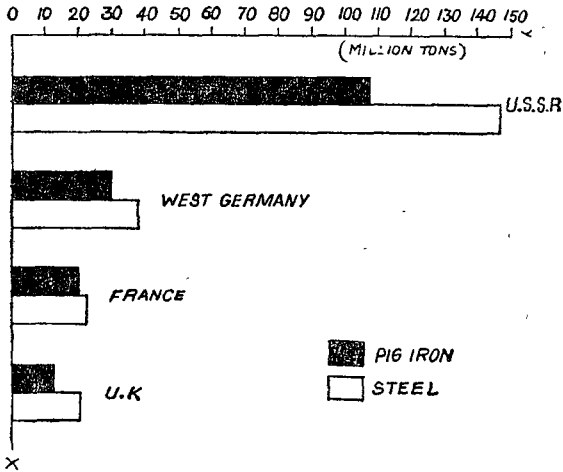 0 10 20 30 40 50 60 70 80 90 100 110 120 130 140 150
Y
(MILLION TONS)
U.S.S.R
WEST GERMANY
FRANCE
PIG IRON
STEEL
U.K
X